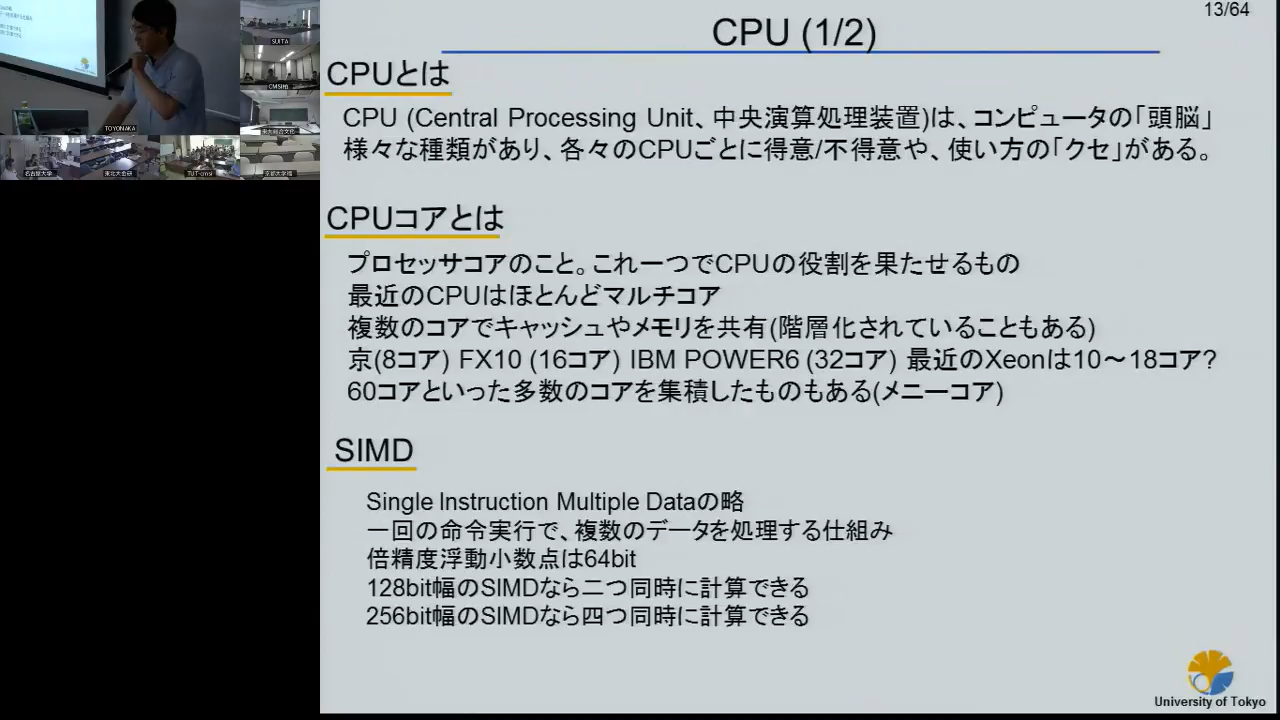 13/64
CPU (1/2)
CPUとは
CPU (Central Processing Unit、中央演算処理装置)は、コンピュータの「頭脳」
様々な種類があり、各々のCPUごとに得意/不得意や、使い方の「クセ」がある。
CPUコアとは
プロセッサコアのこと。これ一つでCPUの役割を果たせるもの
最近のCPUはほとんどマルチコア
複数のコアでキャッシュやメモリを共有(階層化されていることもある)
京(8コア) FX10 (16コア) IBM POWER6 (32コア) 最近のXeonは10～18コア?
60コアといった多数のコアを集積したものもある(メニーコア)
SIMD
Single Instruction Multiple Dataの略
一回の命令実行で、複数のデータを処理する仕組み
倍精度浮動小数点は64bit
128bit幅のSIMDなら二つ同時に計算できる
256bit幅のSIMDなら四つ同時に計算できる
University of Tokyo
SUITA
TOYONAKA
名古屋大学
TUT-cmsi